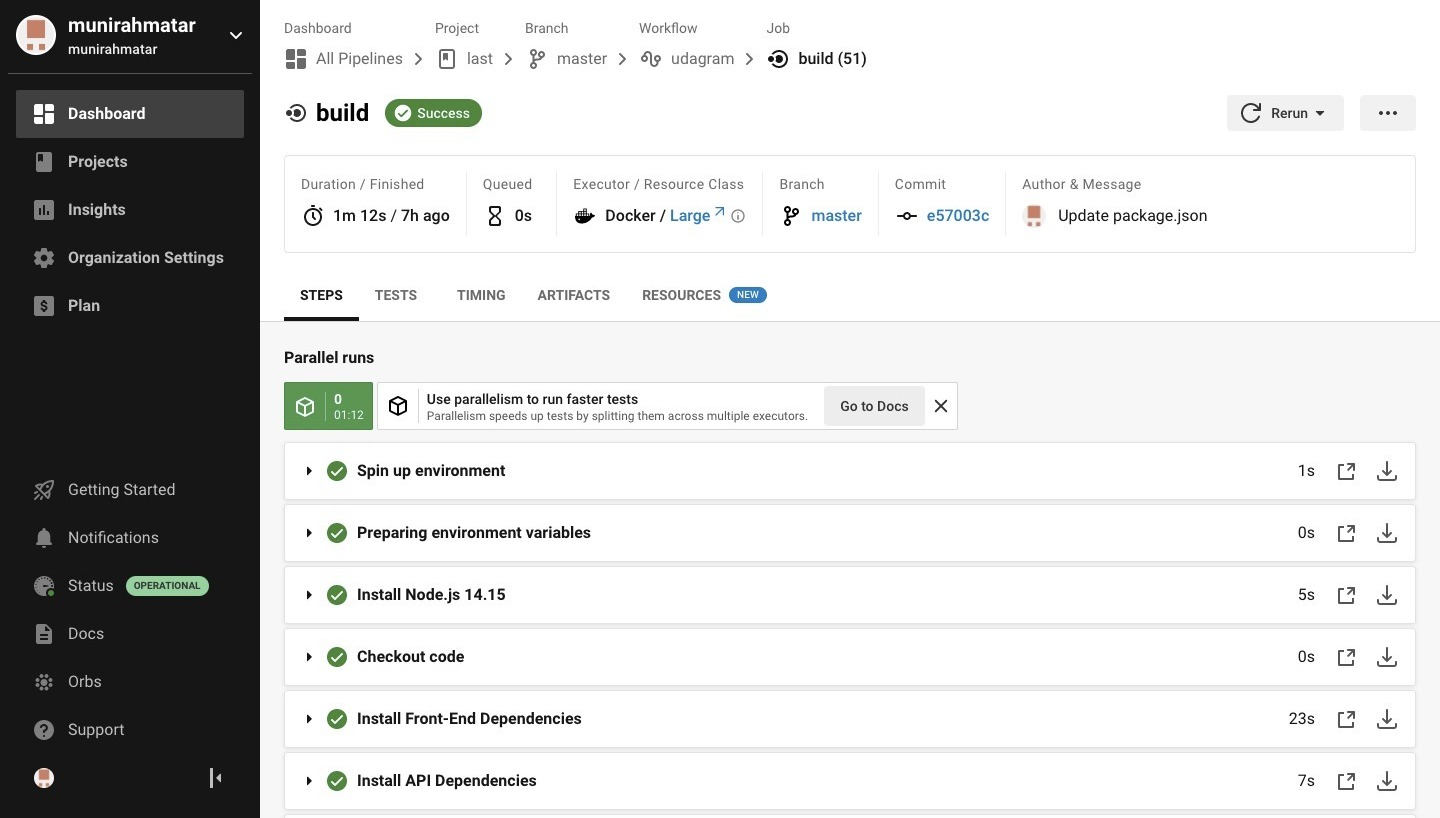 munirahmatar
munirahmatar
Dashboard
Projects
Insights
Organization Settings
$ Plan
Getting Started
Notifications
Status OPERATIONAL
Docs
Orbs
Support
Dashboard Project Branch Workflow Job
All Pipelines last master udagram build (51)
build Success Rerun
Duration / Finished Queued Executor / Resource Class Branch Commit Author & Message
1m 12s / 7h ago 0s Docker / Large master e57003c Update package.json
STEPS TESTS TIMING ARTIFACTS RESOURCES NEW
Parallel runs
0
01:12
Use parallelism to run faster tests
Parallelism speeds up tests by splitting them across multiple executors.
Go to Docs
Spin up environment 1s
Preparing environment variables 0s
Install Node.js 14.15 5s
Checkout code 0s
Install Front-End Dependencies 23s
Install API Dependencies 7s